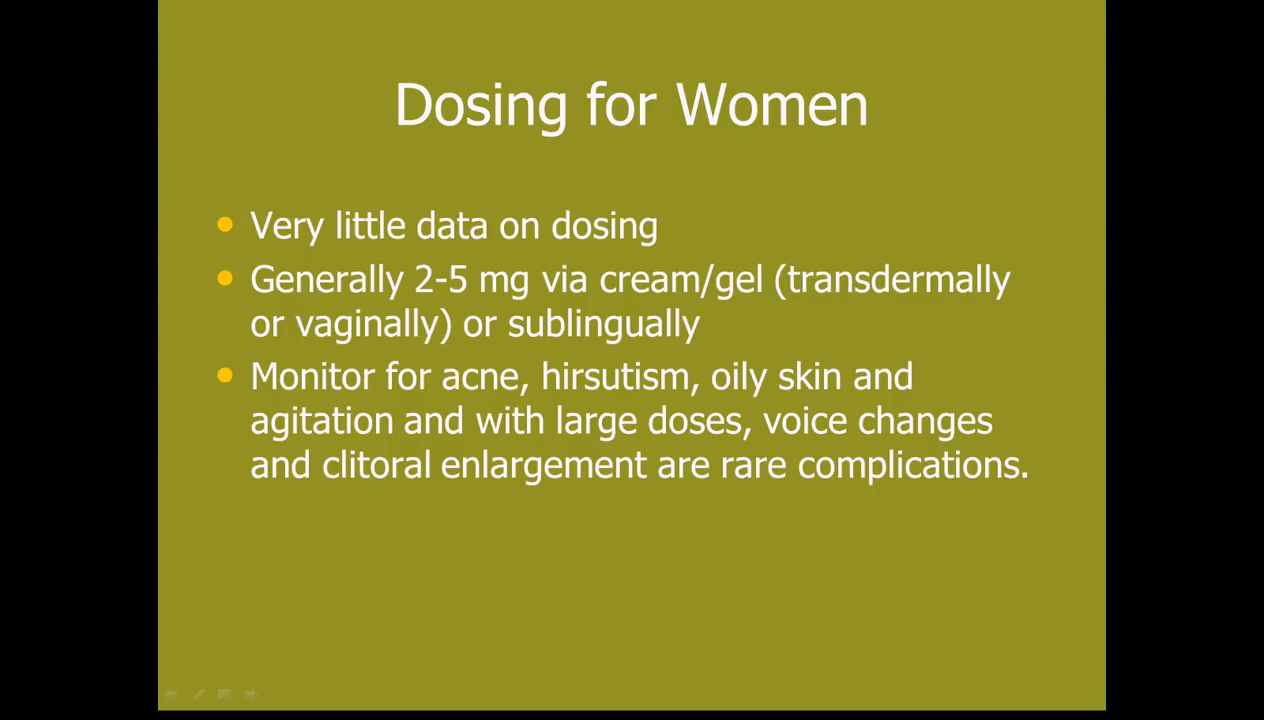 Dosing for Women
• Very little data on dosing
• Generally 2-5 mg via cream/gel (transdermally
or vaginally) or sublingually
• Monitor for acne, hirsutism, oily skin and
agitation and with large doses, voice changes
and clitoral enlargement are rare complications.